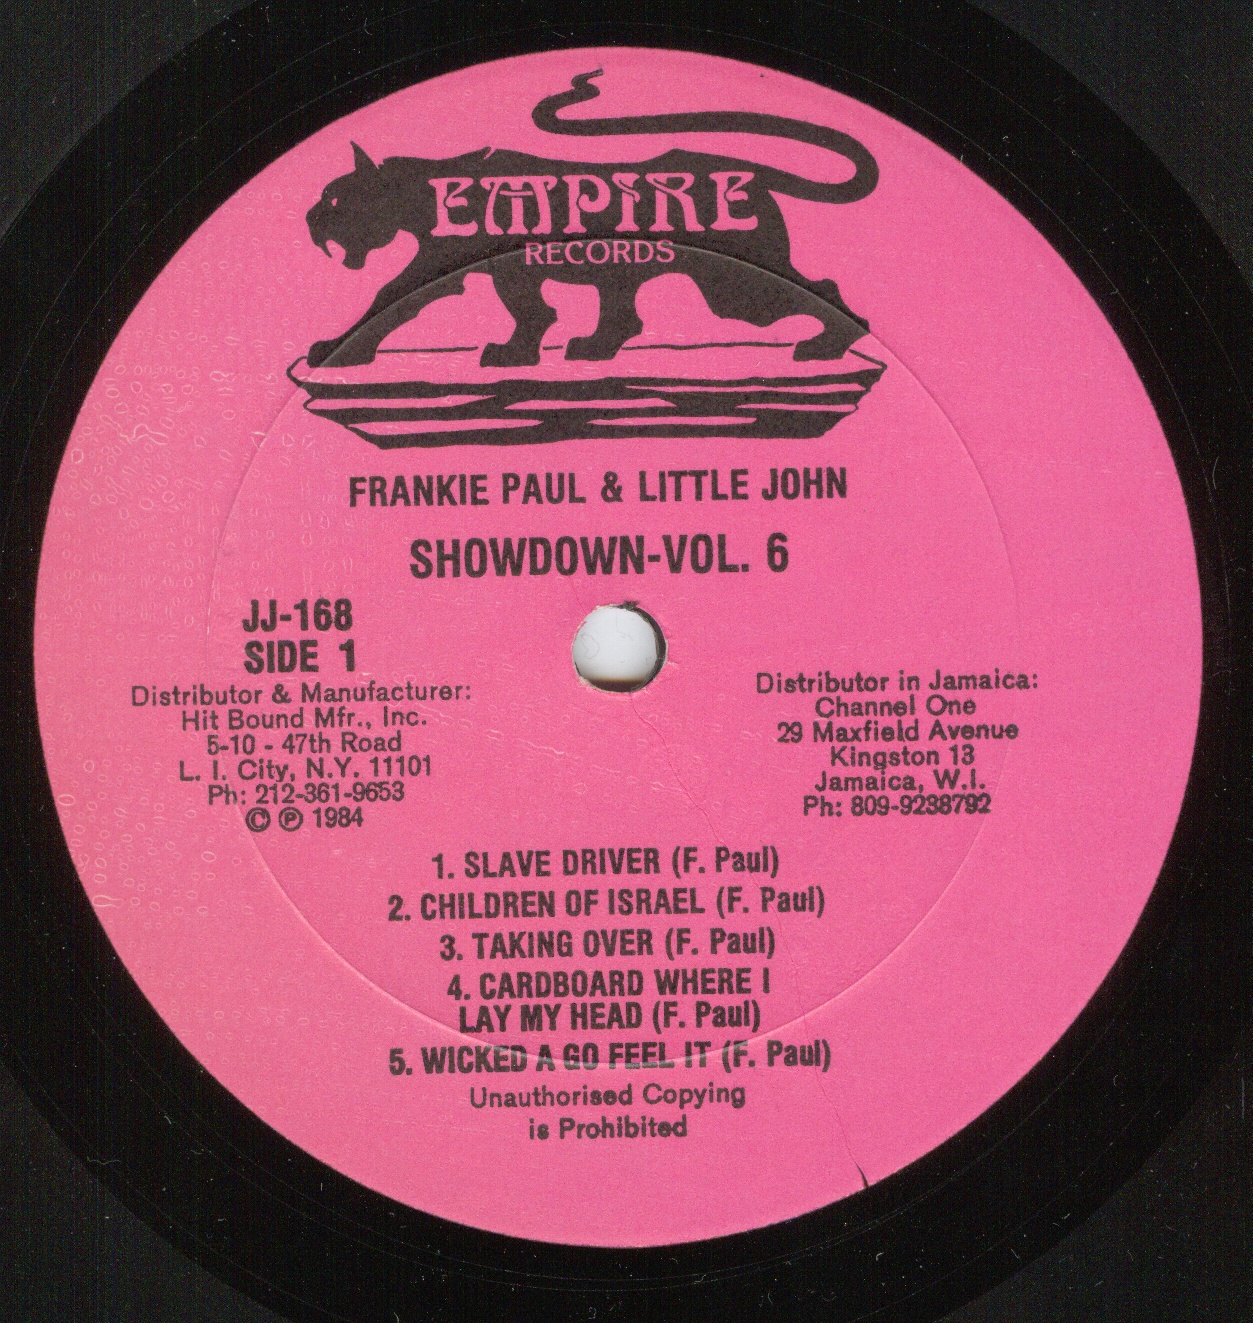 EMPIRE
RECORDS
FRANKIE PAUL & LITTLE JOHN
SHOWDOWN-VOL. 6
JJ-168
SIDE 1
Distributor & Manufacturer:
Hit Bound Mfr., Inc.
5-10 - 47th Road
L. I. City, N.Y. 11101
Ph: 212-361-9653
© ℗ 1984
Distributor in Jamaica:
Channel One
29 Maxfield Avenue
Kingston 13
Jamaica, W.I.
Ph: 809-9238792
1. SLAVE DRIVER (F. Paul)
2. CHILDREN OF ISRAEL (F. Paul)
3. TAKING OVER (F. Paul)
4. CARDBOARD WHERE I
LAY MY HEAD (F. Paul)
5. WICKED A GO FEEL IT (F. Paul)
Unauthorised Copying
is Prohibited